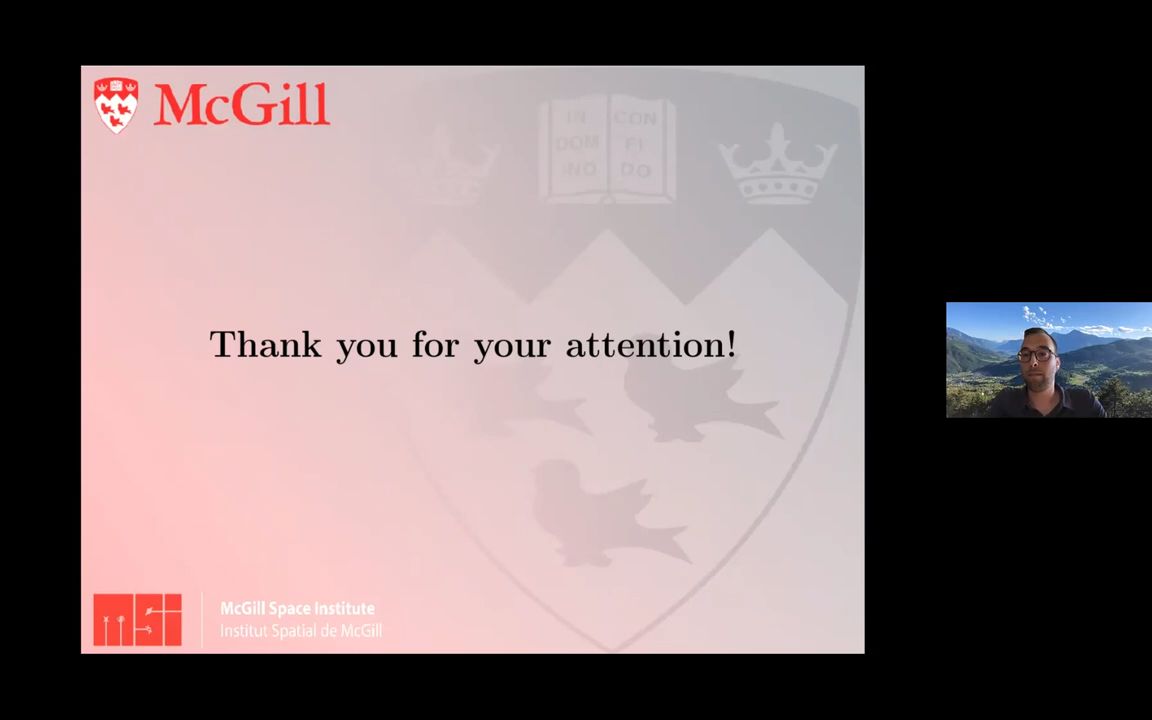 McGill
IN CON
DOM FI
INO DO
Thank you for your attention!
McGill Space Institute
Institut Spatial de McGill